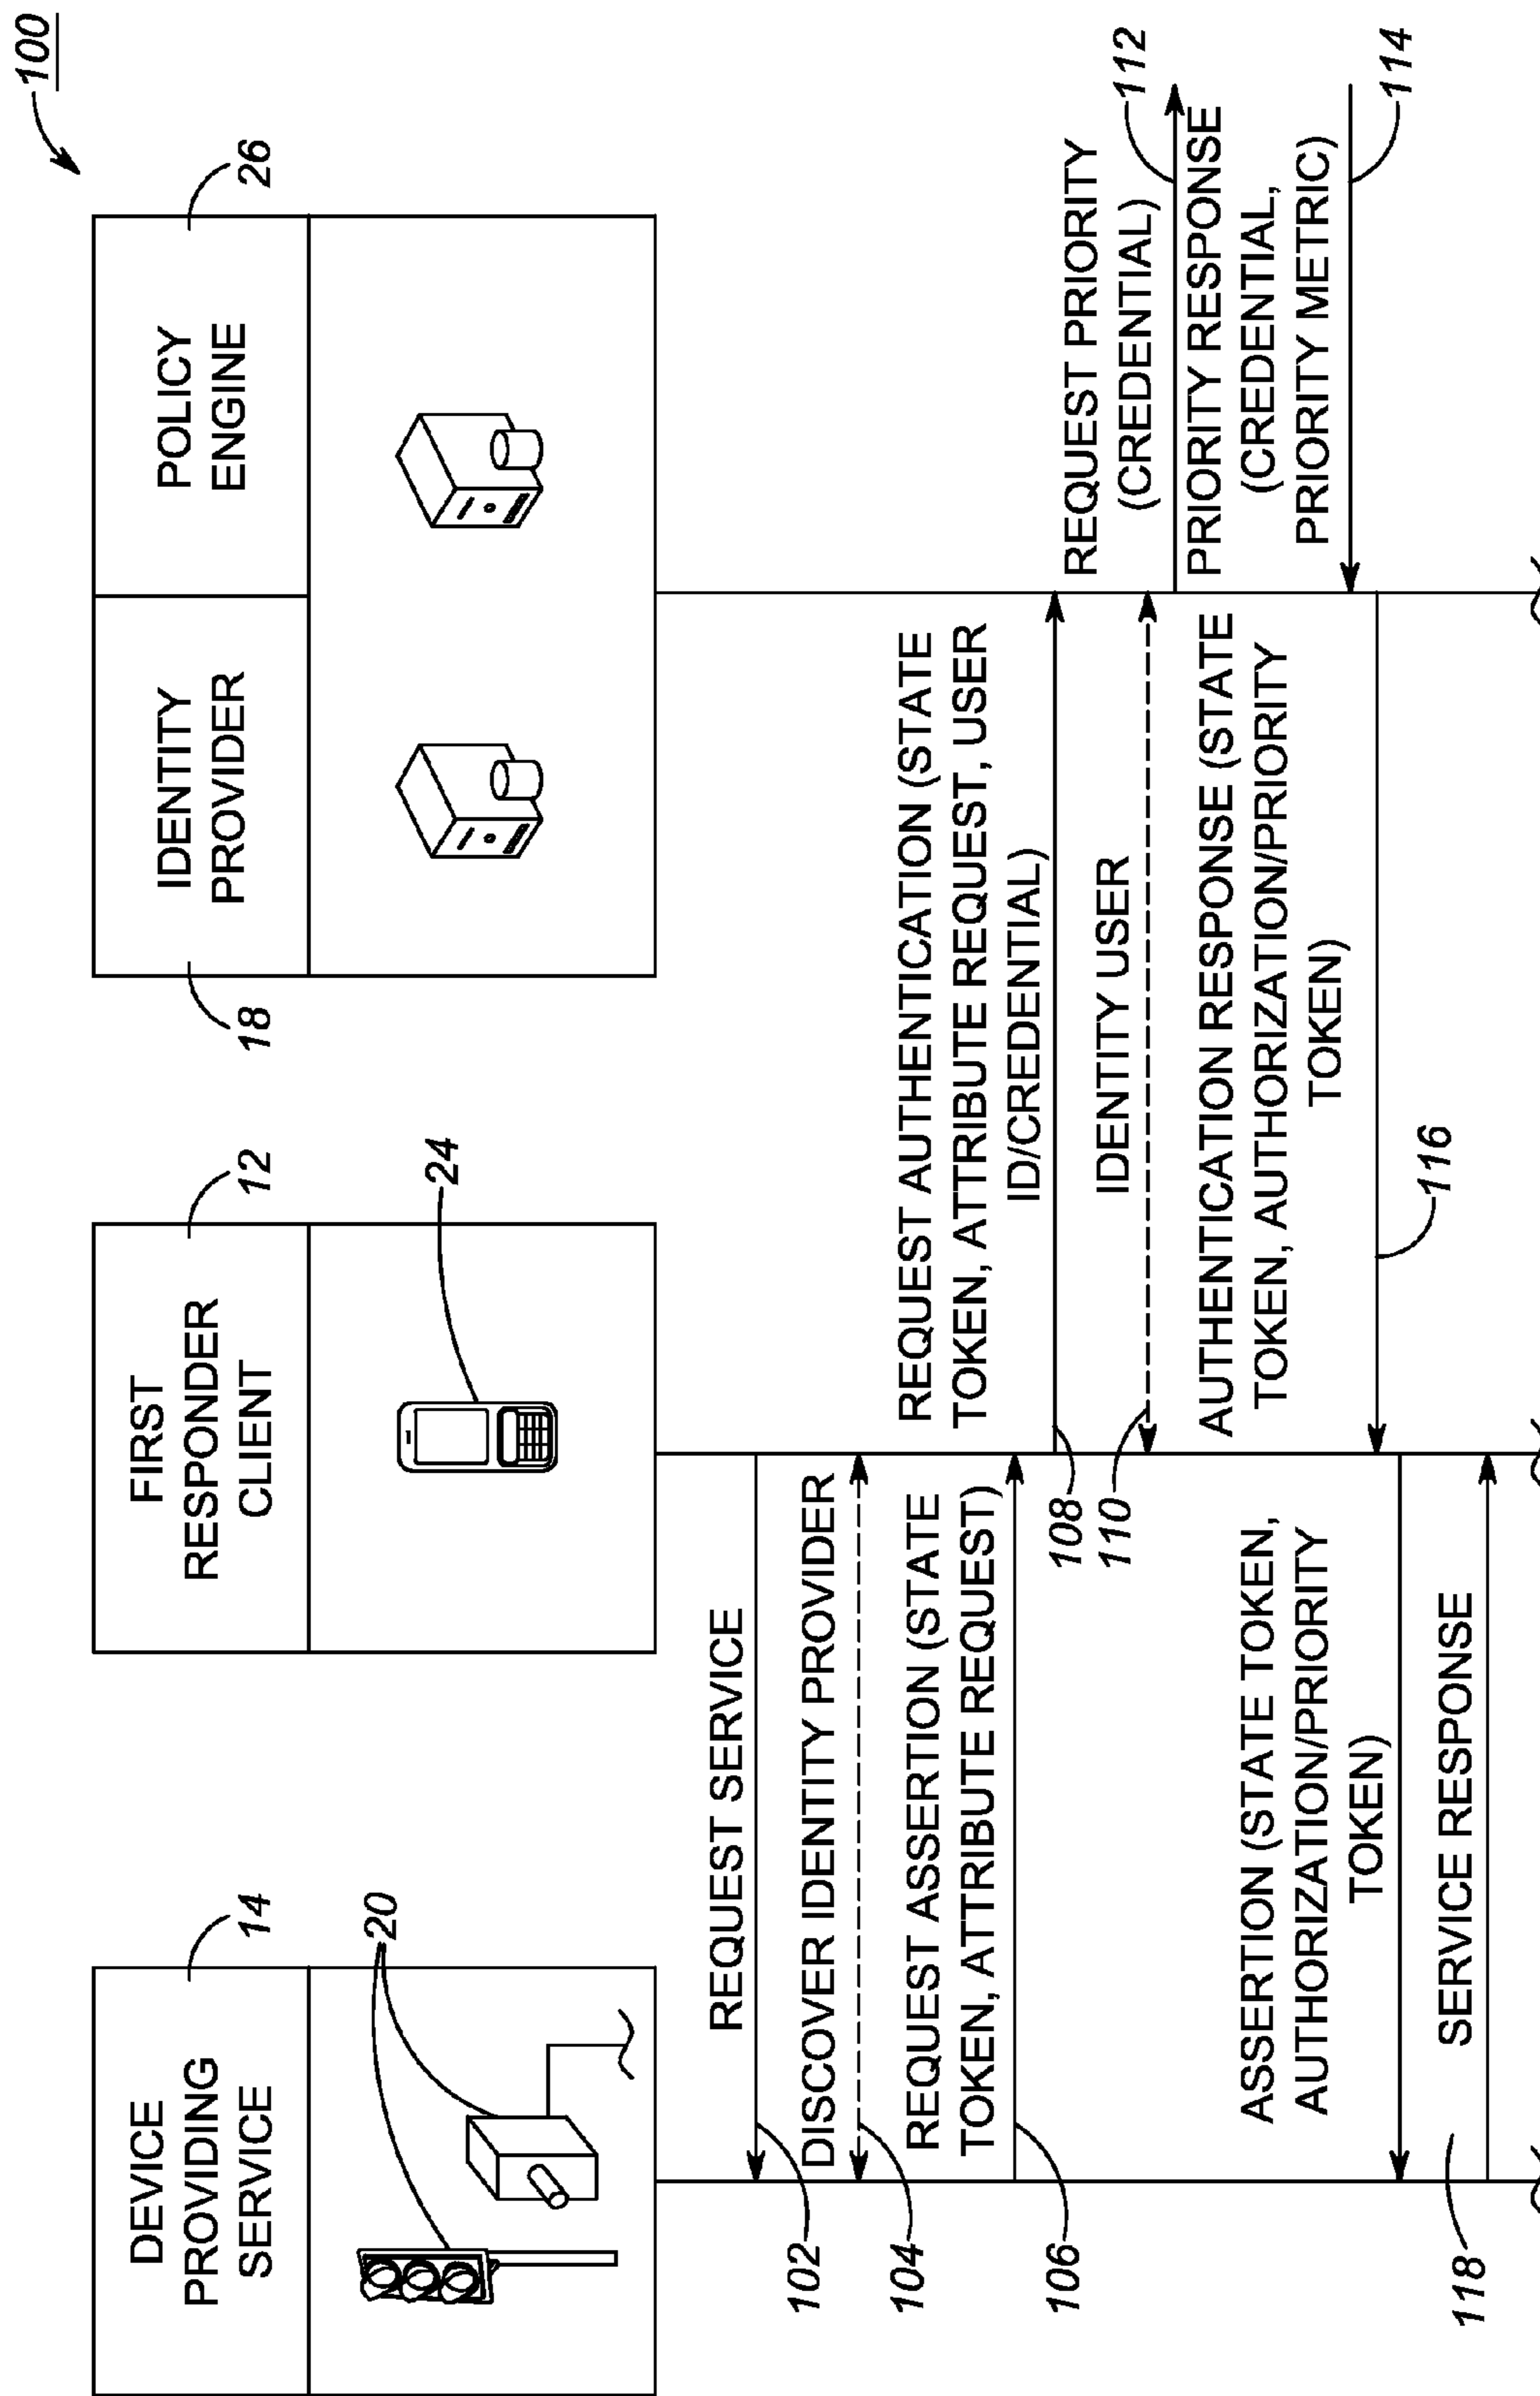 100
DEVICE
PROVIDING
SERVICE
14
20
FIRST
RESPONDER
CLIENT
12
24
IDENTITY
PROVIDER
18
POLICY
ENGINE
26
REQUEST SERVICE
102
DISCOVER IDENTITY PROVIDER
104
REQUEST ASSERTION (STATE
TOKEN, ATTRIBUTE REQUEST)
106
REQUEST AUTHENTICATION (STATE
TOKEN, ATTRIBUTE REQUEST, USER
ID/CREDENTIAL)
108
IDENTITY USER
110
REQUEST PRIORITY
(CREDENTIAL)
112
PRIORITY RESPONSE
(CREDENTIAL,
PRIORITY METRIC)
114
AUTHENTICATION RESPONSE (STATE
TOKEN, AUTHORIZATION/PRIORITY
TOKEN)
116
ASSERTION (STATE TOKEN,
AUTHORIZATION/PRIORITY
TOKEN)
118
SERVICE RESPONSE